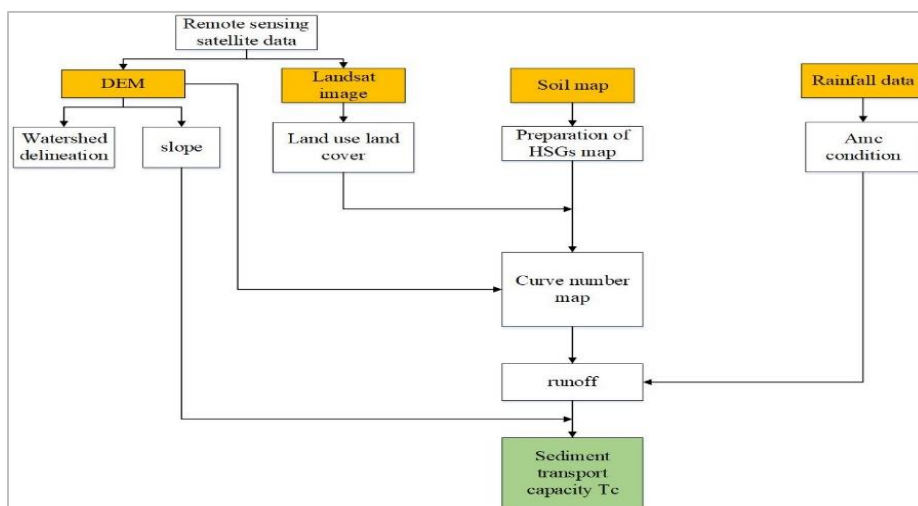 Remote sensing
satellite data
DEM
Landsat
image
Soil map
Rainfall data
Watershed
delineation
slope
Land use land
cover
Preparation of
HSGs map
Amc
condition
Curve number
map
runoff
Sediment
transport
capacity Tc